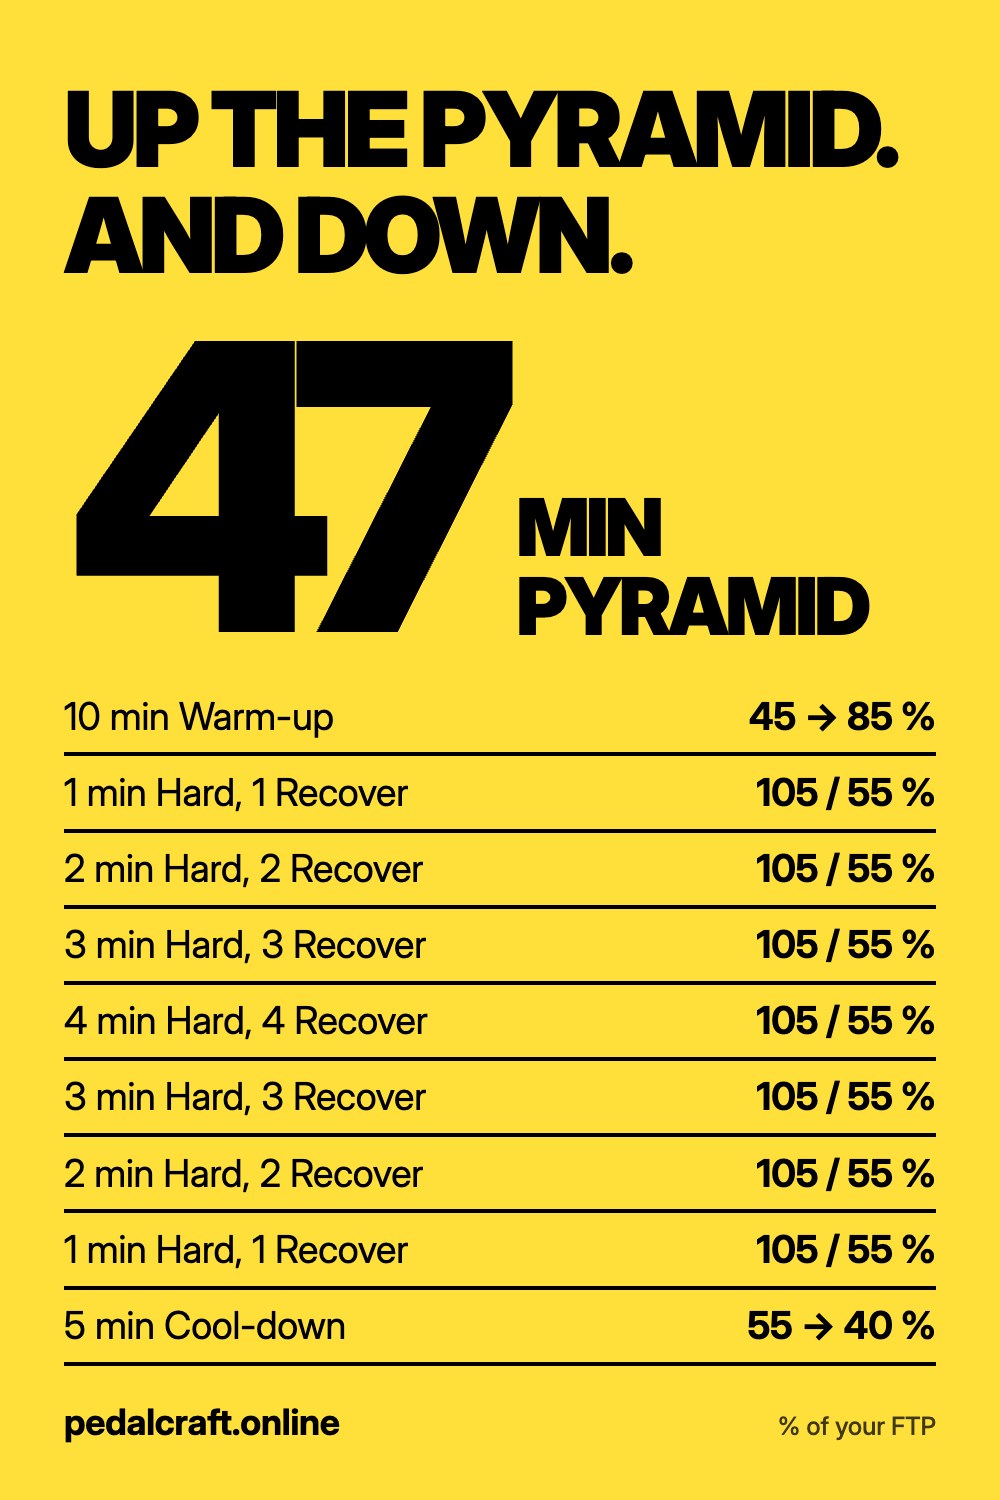 UP THE PYRAMID.
AND DOWN.
47 MIN
PYRAMID
10 min Warm-up 45 → 85 %
1 min Hard, 1 Recover 105 / 55 %
2 min Hard, 2 Recover 105 / 55 %
3 min Hard, 3 Recover 105 / 55 %
4 min Hard, 4 Recover 105 / 55 %
3 min Hard, 3 Recover 105 / 55 %
2 min Hard, 2 Recover 105 / 55 %
1 min Hard, 1 Recover 105 / 55 %
5 min Cool-down 55 → 40 %
pedalcraft.online % of your FTP